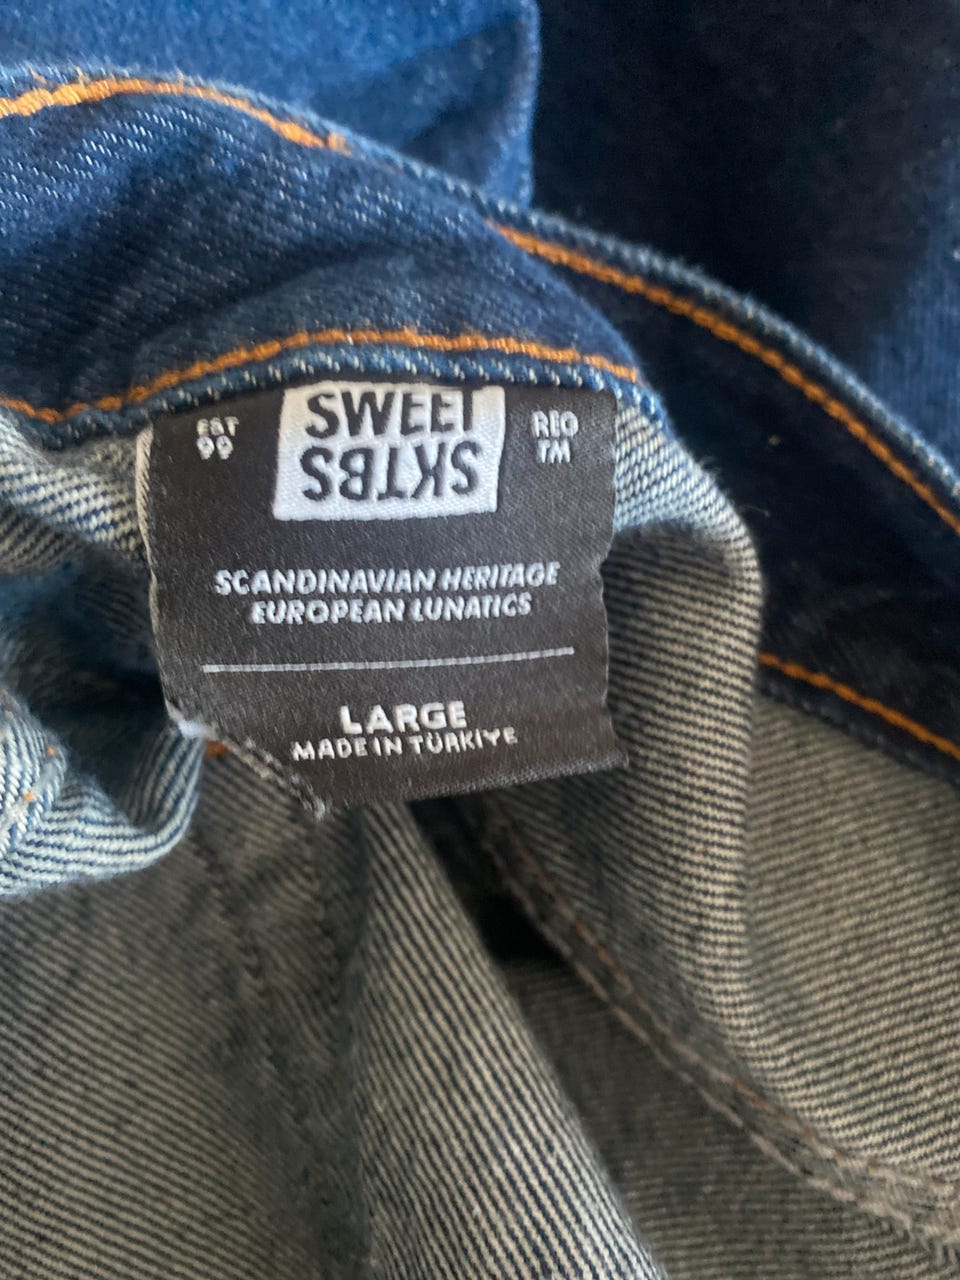 EST
99
SWEET
SKTBS
REG
TM
SCANDINAVIAN HERITAGE
EUROPEAN LUNATICS
LARGE
MADE IN TÜRKIYE